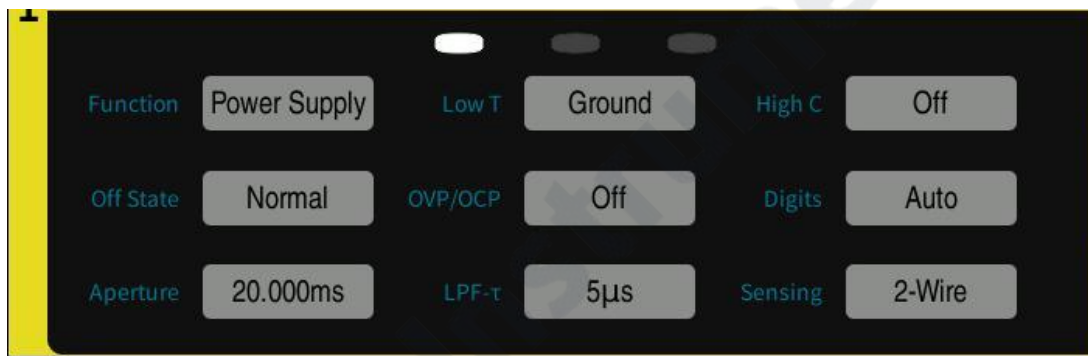 1
Function Power Supply Low T Ground High C Off
Off State Normal OVP/OCP Off Digits Auto
Aperture 20.000ms LPF-τ 5µs Sensing 2-Wire